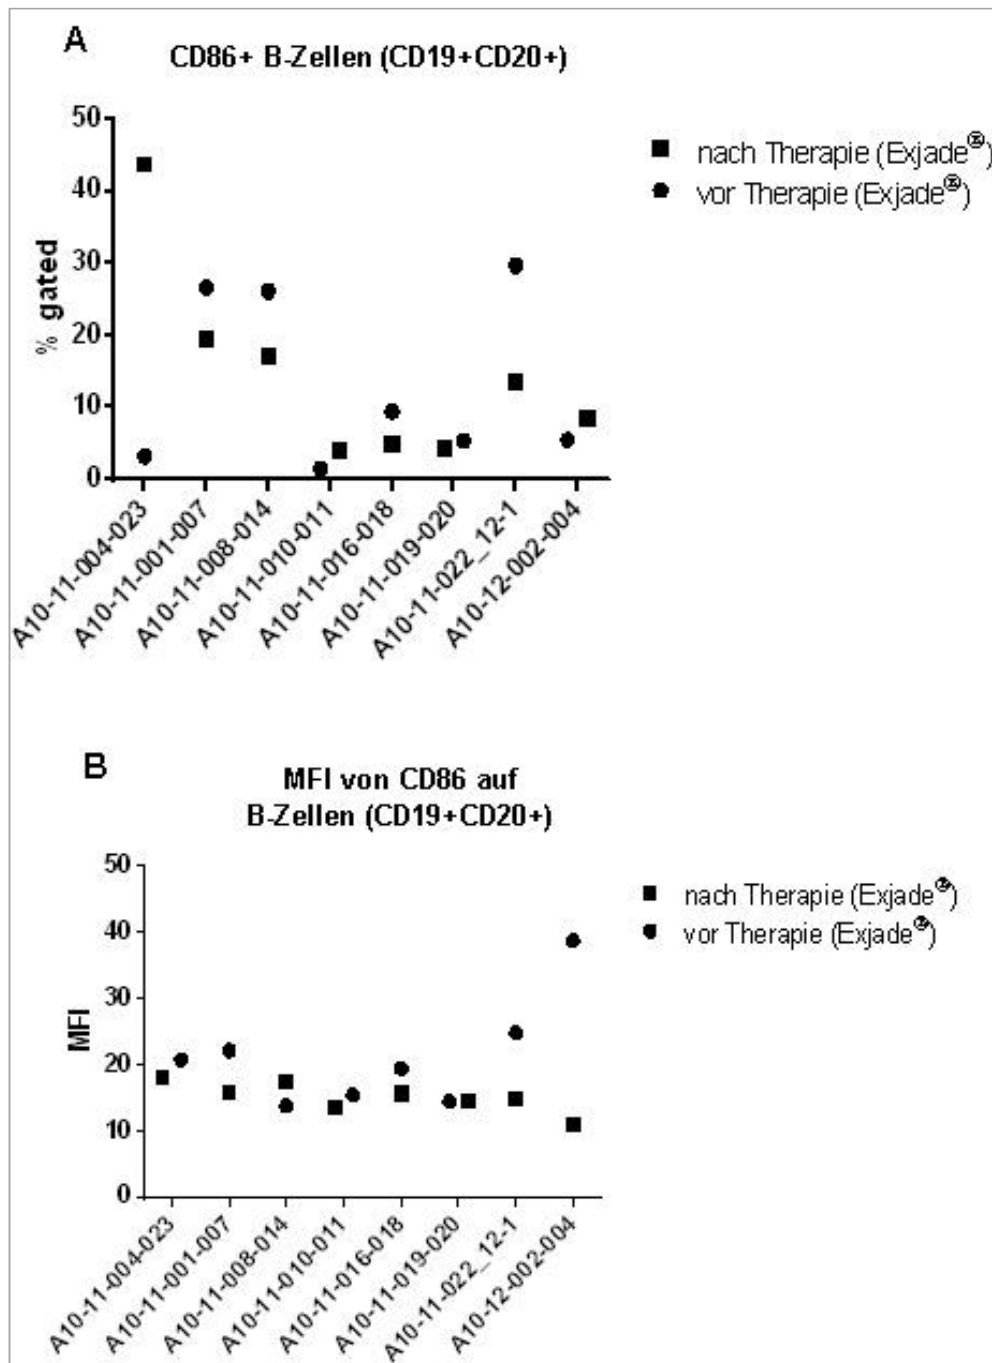 A
CD86+ B-Zellen (CD19+CD20+)
50
40
30
20
10
0
% gated
nach Therapie (Exjade®)
vor Therapie (Exjade®)
A10-11-004-023
A10-11-001-007
A10-11-008-014
A10-11-010-011
A10-11-016-018
A10-11-019-020
A10-11-022_12-1
A10-12-002-004
B
MFI von CD86 auf
B-Zellen (CD19+CD20+)
50
40
30
20
10
0
MFI
nach Therapie (Exjade®)
vor Therapie (Exjade®)
A10-11-004-023
A10-11-001-007
A10-11-008-014
A10-11-010-011
A10-11-016-018
A10-11-019-020
A10-11-022_12-1
A10-12-002-004